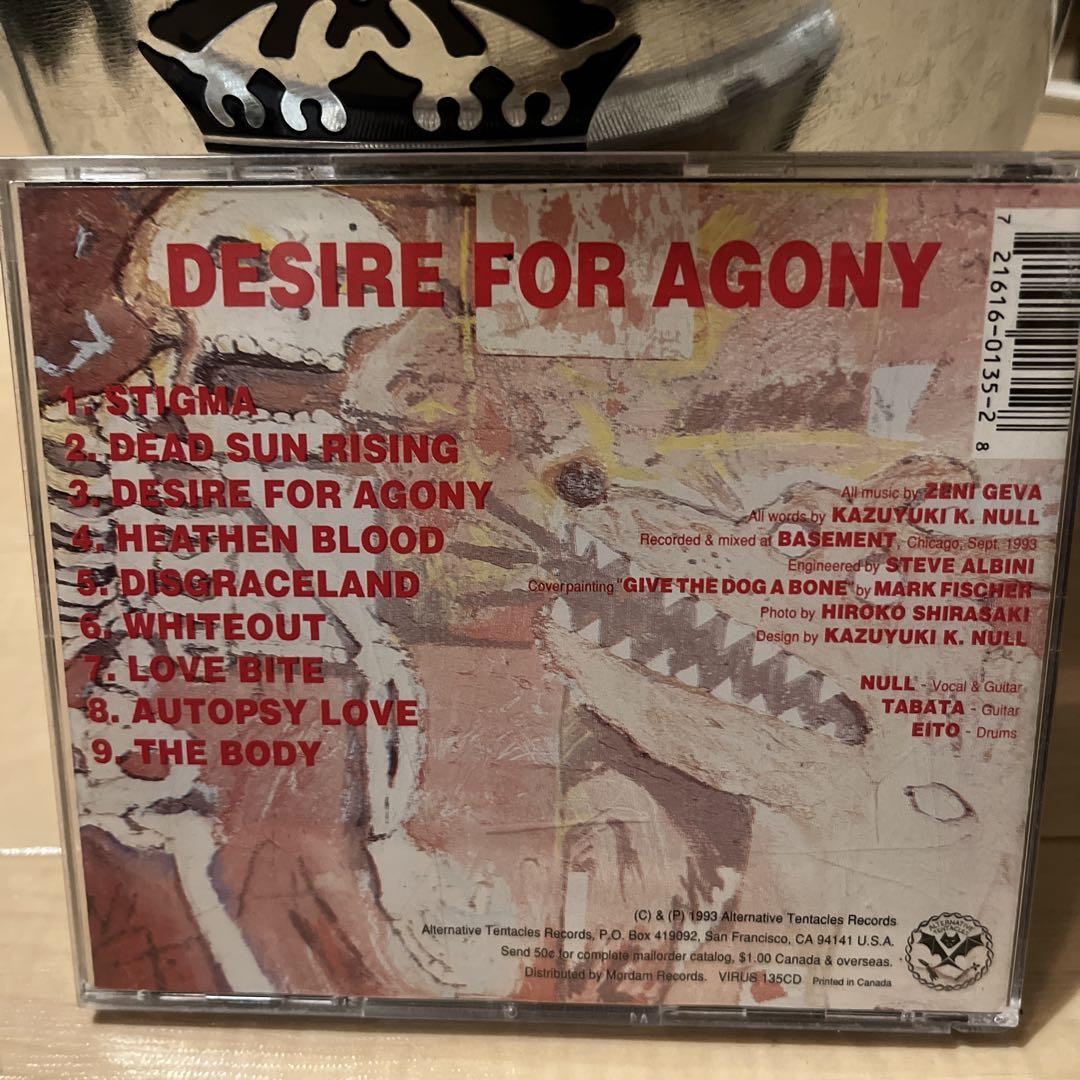 DESIRE FOR AGONY
1. STIGMA
2. DEAD SUN RISING
3. DESIRE FOR AGONY
4. HEATHEN BLOOD
5. DISGRACELAND
6. WHITEOUT
7. LOVE BITE
8. AUTOPSY LOVE
9. THE BODY
7 21616-0135-2 8
All music by ZENI GEVA
All words by KAZUYUKI K. NULL
Recorded & mixed at BASEMENT, Chicago, Sept. 1993
Engineered by STEVE ALBINI
Cover painting "GIVE THE DOG A BONE" by MARK FISCHER
Photo by HIROKO SHIRASAKI
Design by KAZUYUKI K. NULL
NULL - Vocal & Guitar
TABATA - Guitar
EITO - Drums
(C) & (P) 1993 Alternative Tentacles Records
Alternative Tentacles Records, P.O. Box 419092, San Francisco, CA 94141 U.S.A.
Send 50¢ for complete mailorder catalog, $1.00 Canada & overseas.
Distributed by Mordam Records. VIRUS 135CD Printed in Canada
ALTERNATIVE
TENTACLES